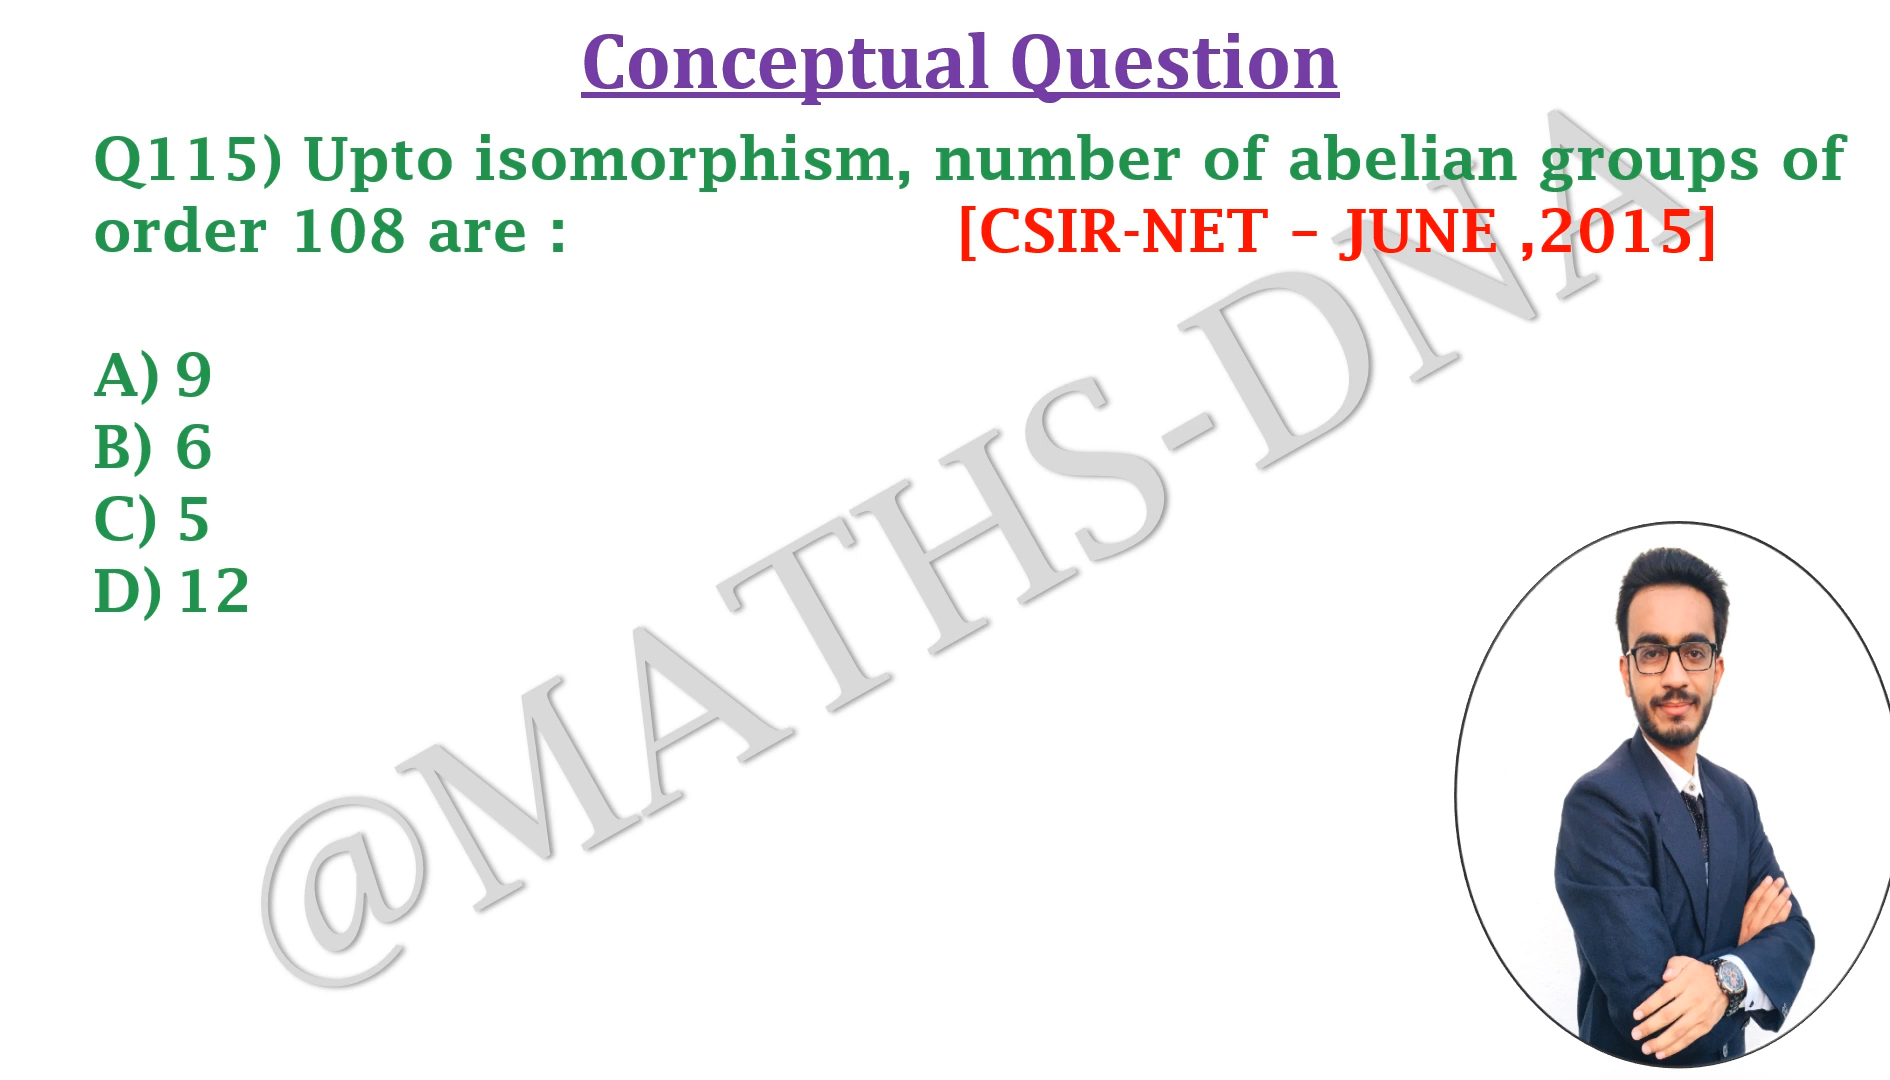 Conceptual Question
Q115) Upto isomorphism, number of abelian groups of
order 108 are : [CSIR-NET – JUNE ,2015]
A) 9
B) 6
C) 5
D) 12
@MATHS-DNA